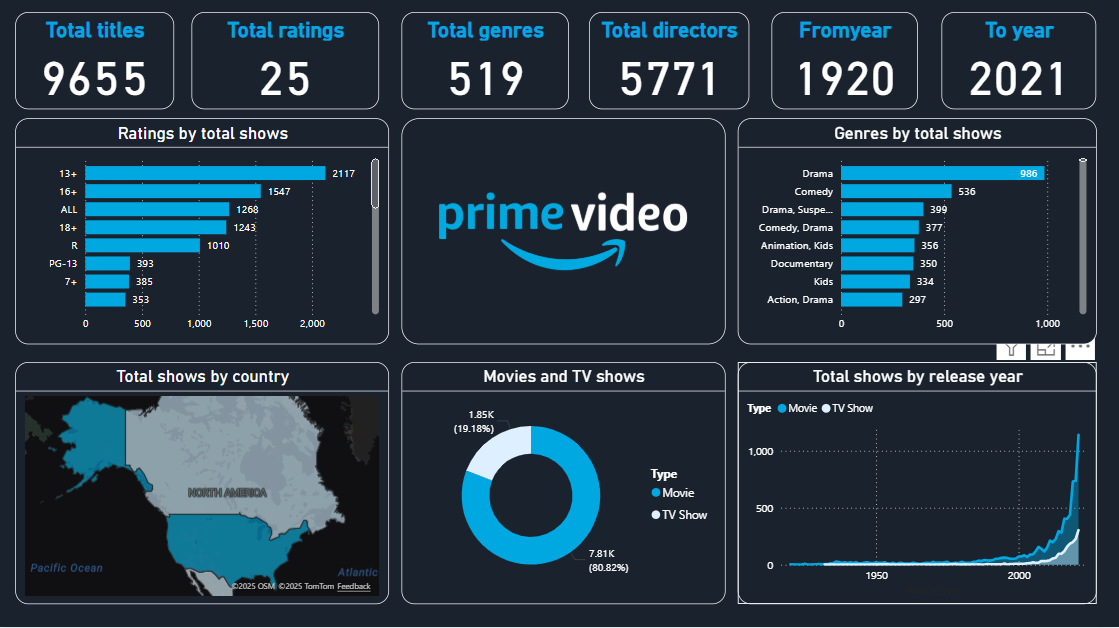 Total titles
9655
Total ratings
25
Total genres
519
Total directors
5771
Fromyear
1920
To year
2021
Ratings by total shows
13+ 2117
16+ 1547
ALL 1268
18+ 1243
R 1010
PG-13 393
7+ 385
353
0 500 1,000 1,500 2,000
prime video
Genres by total shows
Drama 986
Comedy 536
Drama, Suspe... 399
Comedy, Drama 377
Animation, Kids 356
Documentary 350
Kids 334
Action, Drama 297
0 500 1,000
Total shows by country
NORTH AMERICA
Pacific Ocean
Atlantic
©2025 OSM ©2025 TomTom Feedback
Movies and TV shows
1.85K
(19.18%)
7.81K
(80.82%)
Type
Movie
TV Show
Total shows by release year
Type Movie TV Show
1,000
500
0
1950 2000